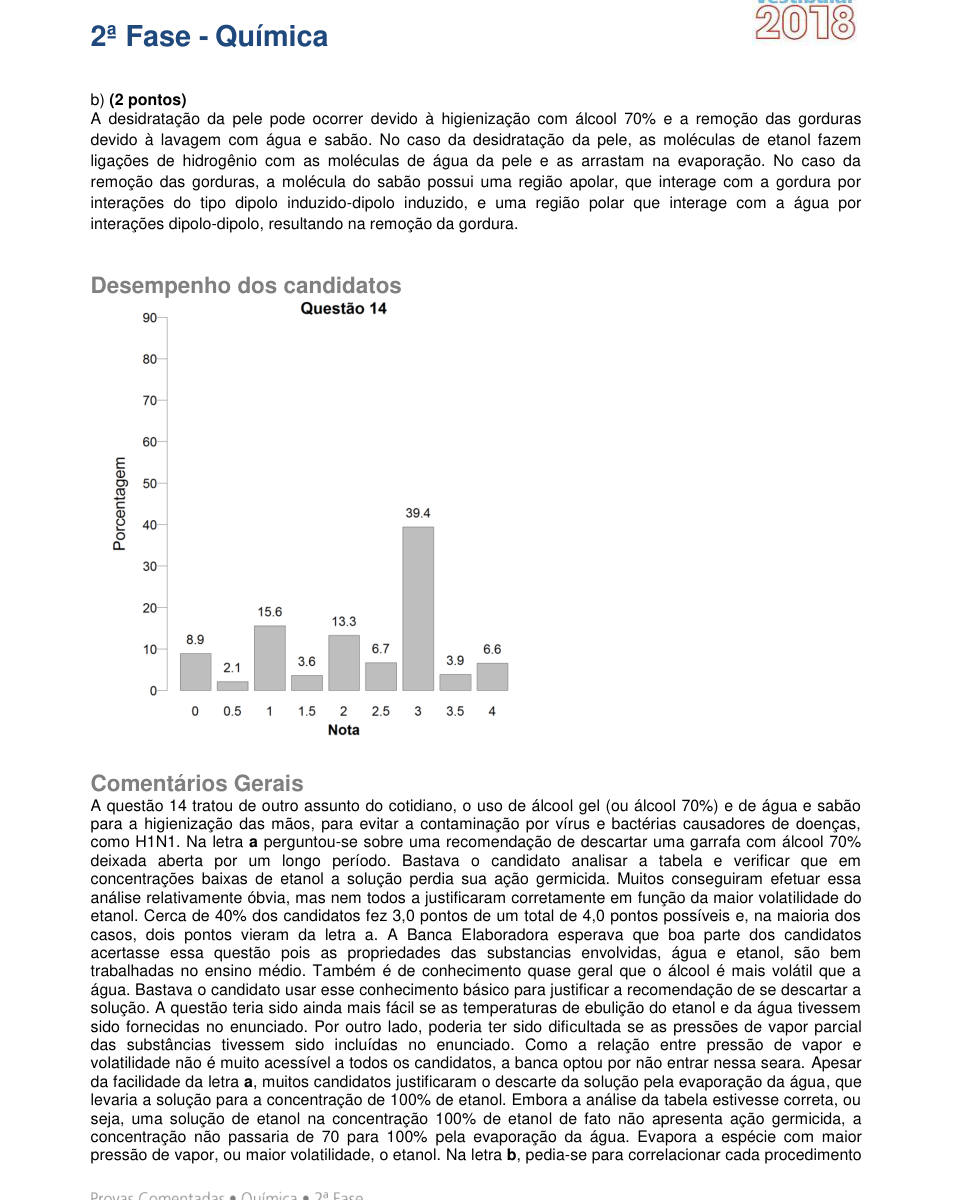 Vestibular
2018
2ª Fase - Química
b) (2 pontos)
A desidratação da pele pode ocorrer devido à higienização com álcool 70% e a remoção das gorduras
devido à lavagem com água e sabão. No caso da desidratação da pele, as moléculas de etanol fazem
ligações de hidrogênio com as moléculas de água da pele e as arrastam na evaporação. No caso da
remoção das gorduras, a molécula do sabão possui uma região apolar, que interage com a gordura por
interações do tipo dipolo induzido-dipolo induzido, e uma região polar que interage com a água por
interações dipolo-dipolo, resultando na remoção da gordura.
Desempenho dos candidatos
Questão 14
90
80
70
60
50
40
30
20
10
0
Porcentagem
8.9
2.1
15.6
3.6
13.3
6.7
39.4
3.9
6.6
0 0.5 1 1.5 2 2.5 3 3.5 4
Nota
Comentários Gerais
A questão 14 tratou de outro assunto do cotidiano, o uso de álcool gel (ou álcool 70%) e de água e sabão
para a higienização das mãos, para evitar a contaminação por vírus e bactérias causadores de doenças,
como H1N1. Na letra a perguntou-se sobre uma recomendação de descartar uma garrafa com álcool 70%
deixada aberta por um longo período. Bastava o candidato analisar a tabela e verificar que em
concentrações baixas de etanol a solução perdia sua ação germicida. Muitos conseguiram efetuar essa
análise relativamente óbvia, mas nem todos a justificaram corretamente em função da maior volatilidade do
etanol. Cerca de 40% dos candidatos fez 3,0 pontos de um total de 4,0 pontos possíveis e, na maioria dos
casos, dois pontos vieram da letra a. A Banca Elaboradora esperava que boa parte dos candidatos
acertasse essa questão pois as propriedades das substancias envolvidas, água e etanol, são bem
trabalhadas no ensino médio. Também é de conhecimento quase geral que o álcool é mais volátil que a
água. Bastava o candidato usar esse conhecimento básico para justificar a recomendação de se descartar a
solução. A questão teria sido ainda mais fácil se as temperaturas de ebulição do etanol e da água tivessem
sido fornecidas no enunciado. Por outro lado, poderia ter sido dificultada se as pressões de vapor parcial
das substâncias tivessem sido incluídas no enunciado. Como a relação entre pressão de vapor e
volatilidade não é muito acessível a todos os candidatos, a banca optou por não entrar nessa seara. Apesar
da facilidade da letra a, muitos candidatos justificaram o descarte da solução pela evaporação da água, que
levaria a solução para a concentração de 100% de etanol. Embora a análise da tabela estivesse correta, ou
seja, uma solução de etanol na concentração 100% de etanol de fato não apresenta ação germicida, a
concentração não passaria de 70 para 100% pela evaporação da água. Evapora a espécie com maior
pressão de vapor, ou maior volatilidade, o etanol. Na letra b, pedia-se para correlacionar cada procedimento
Provas Comentadas • Química • 2ª Fase